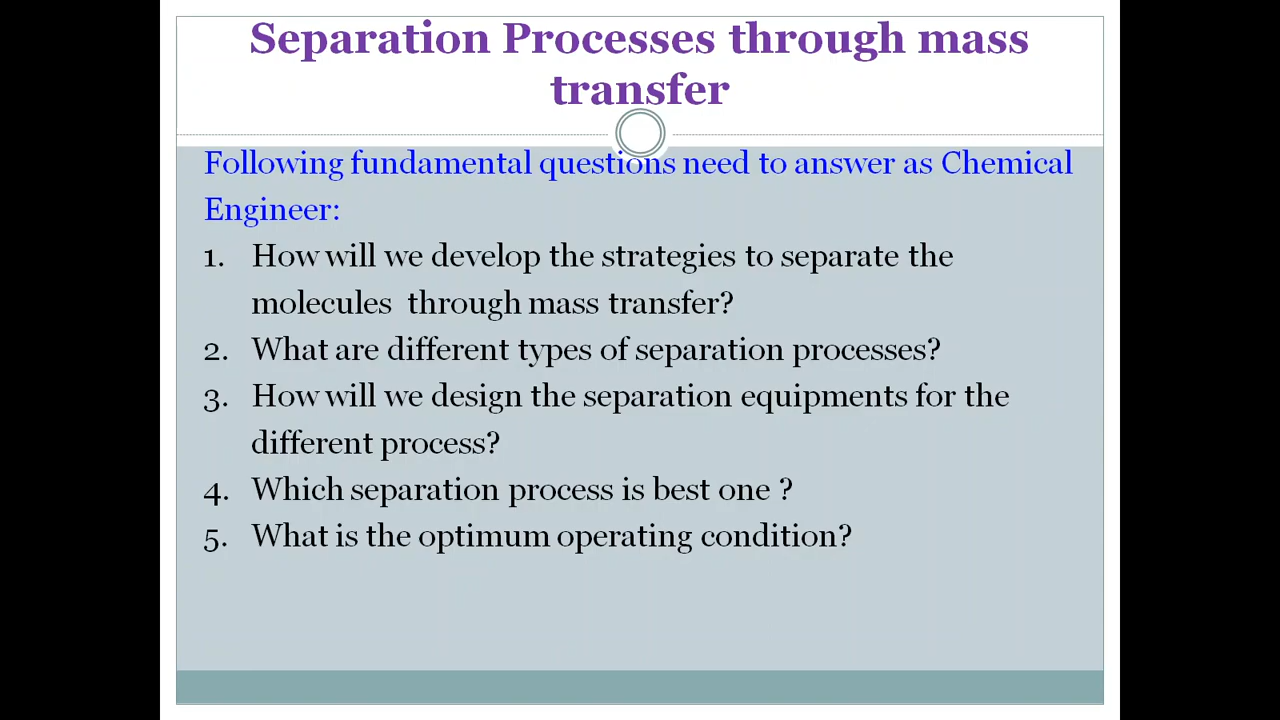 Separation Processes through mass
transfer
Following fundamental questions need to answer as Chemical
Engineer:
1. How will we develop the strategies to separate the
molecules through mass transfer?
2. What are different types of separation processes?
3. How will we design the separation equipments for the
different process?
4. Which separation process is best one ?
5. What is the optimum operating condition?